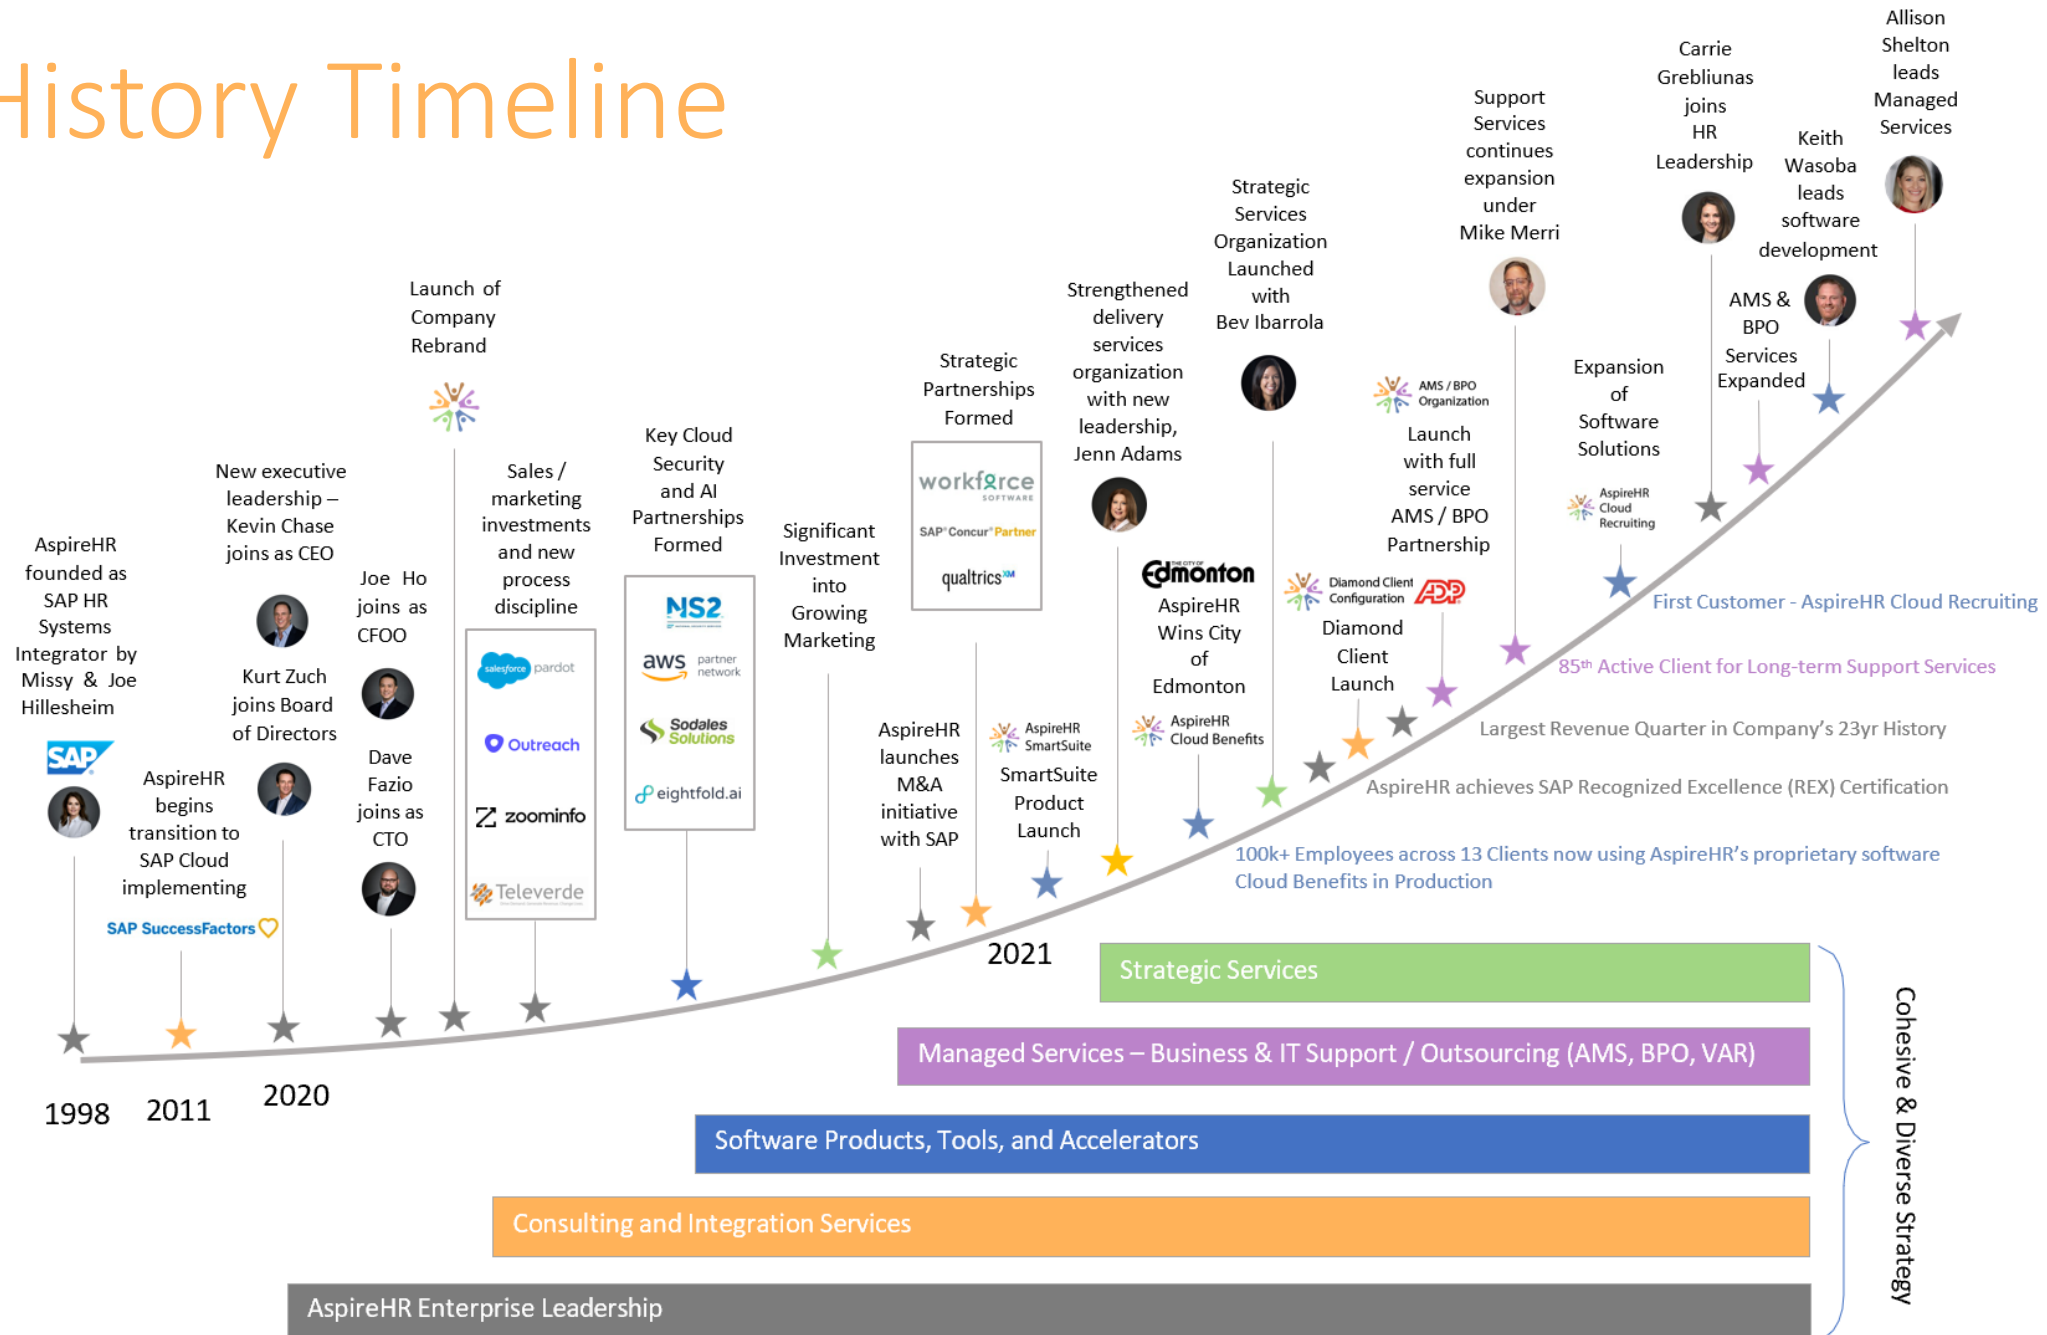 History Timeline
AspireHR
founded as
SAP HR
Systems
Integrator by
Missy & Joe
Hillesheim
SAP
AspireHR
begins
transition to
SAP Cloud
implementing
SAP SuccessFactors
New executive
leadership –
Kevin Chase
joins as CEO
Kurt Zuch
joins Board
of Directors
Joe Ho
joins as
CFOO
Dave
Fazio
joins as
CTO
Launch of
Company
Rebrand
Sales /
marketing
investments
and new
process
discipline
salesforce pardot
Outreach
zoominfo
Televerde
Key Cloud
Security
and AI
Partnerships
Formed
NS2
aws partner
network
Sodales
Solutions
eightfold.ai
Significant
Investment
into
Growing
Marketing
AspireHR
launches
M&A
initiative
with SAP
Strategic
Partnerships
Formed
workforce
SOFTWARE
SAP® Concur® Partner
qualtrics XM
AspireHR
SmartSuite
SmartSuite
Product
Launch
Strengthened
delivery
services
organization
with new
leadership,
Jenn Adams
THE CITY OF
Edmonton
AspireHR
Wins City
of
Edmonton
AspireHR
Cloud Benefits
Strategic
Services
Organization
Launched
with
Bev Ibarrola
Diamond Client
Configuration
Diamond
Client
Launch
AMS / BPO
Organization
Launch
with full
service
AMS / BPO
Partnership
ADP
Support
Services
continues
expansion
under
Mike Merri
Expansion
of
Software
Solutions
AspireHR
Cloud
Recruiting
Carrie
Grebliunas
joins
HR
Leadership
AMS &
BPO
Services
Expanded
Keith
Wasoba
leads
software
development
Allison
Shelton
leads
Managed
Services
First Customer - AspireHR Cloud Recruiting
85th Active Client for Long-term Support Services
Largest Revenue Quarter in Company's 23yr History
AspireHR achieves SAP Recognized Excellence (REX) Certification
100k+ Employees across 13 Clients now using AspireHR's proprietary software
Cloud Benefits in Production
1998
2011
2020
2021
Strategic Services
Managed Services – Business & IT Support / Outsourcing (AMS, BPO, VAR)
Software Products, Tools, and Accelerators
Consulting and Integration Services
AspireHR Enterprise Leadership
Cohesive & Diverse Strategy